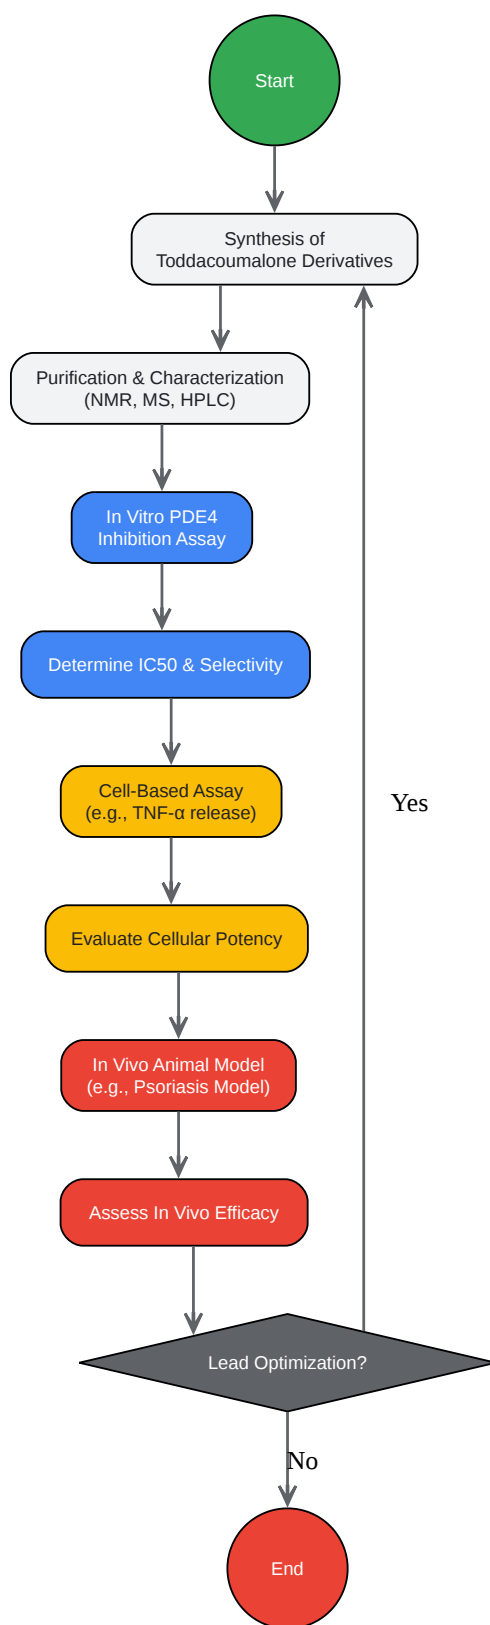 Start
Synthesis of
Toddacoumalone Derivatives
Purification & Characterization
(NMR, MS, HPLC)
In Vitro PDE4
Inhibition Assay
Determine IC50 & Selectivity
Cell-Based Assay
(e.g., TNF-α release)
Yes
Evaluate Cellular Potency
In Vivo Animal Model
(e.g., Psoriasis Model)
Assess In Vivo Efficacy
Lead Optimization?
No
End